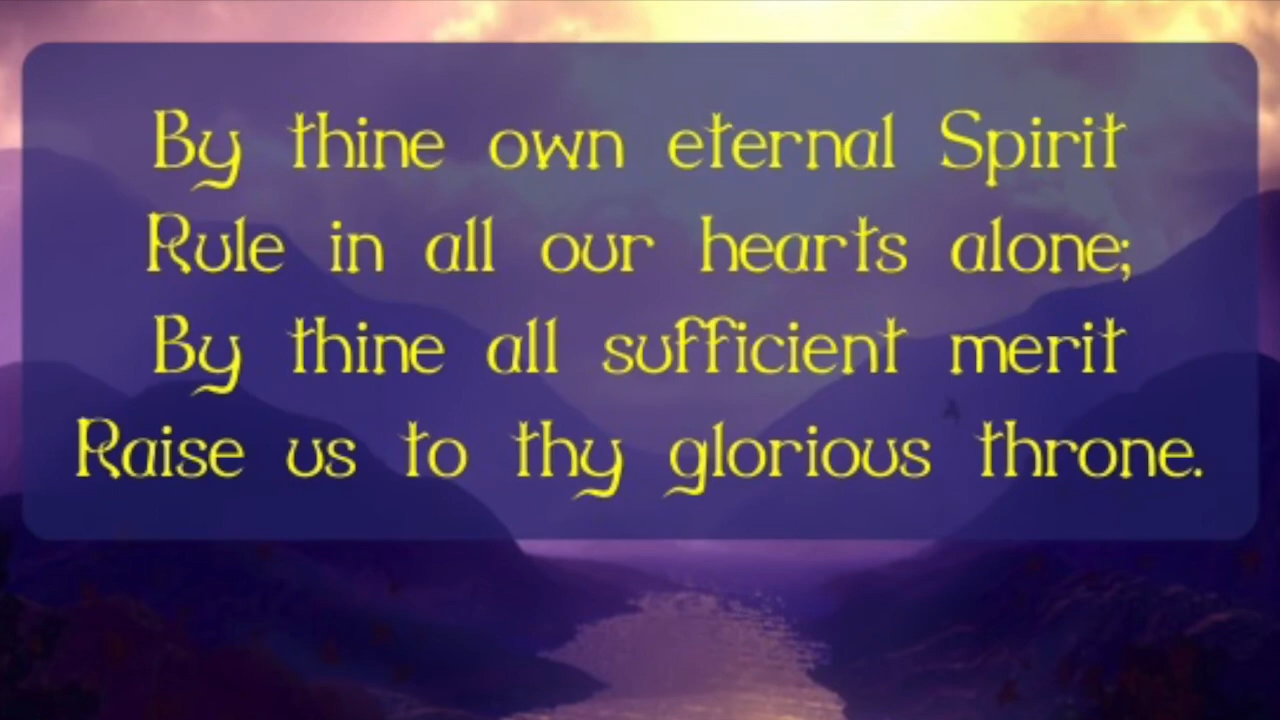 By thine own eternal Spirit
Rule in all our hearts alone;
By thine all sufficient merit
Raise us to thy glorious throne.